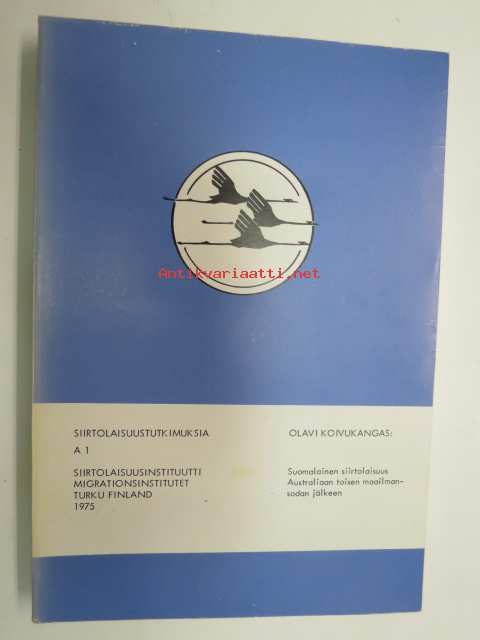 Antikvariaatti.net
SIIRTOLAISUUSTUTKIMUKSIA
A 1
SIIRTOLAISUUSINSTITUUTTI
MIGRATIONSINSTITUTET
TURKU FINLAND
1975
OLAVI KOIVUKANGAS:
Suomalainen siirtolaisuus
Australiaan toisen maailman-
sodan jälkeen